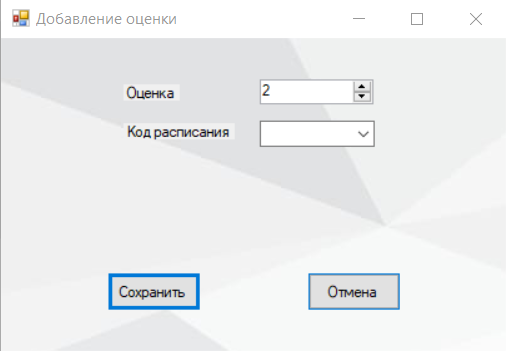 Добавление оценки
Оценка 2
Код расписания
Сохранить Отмена